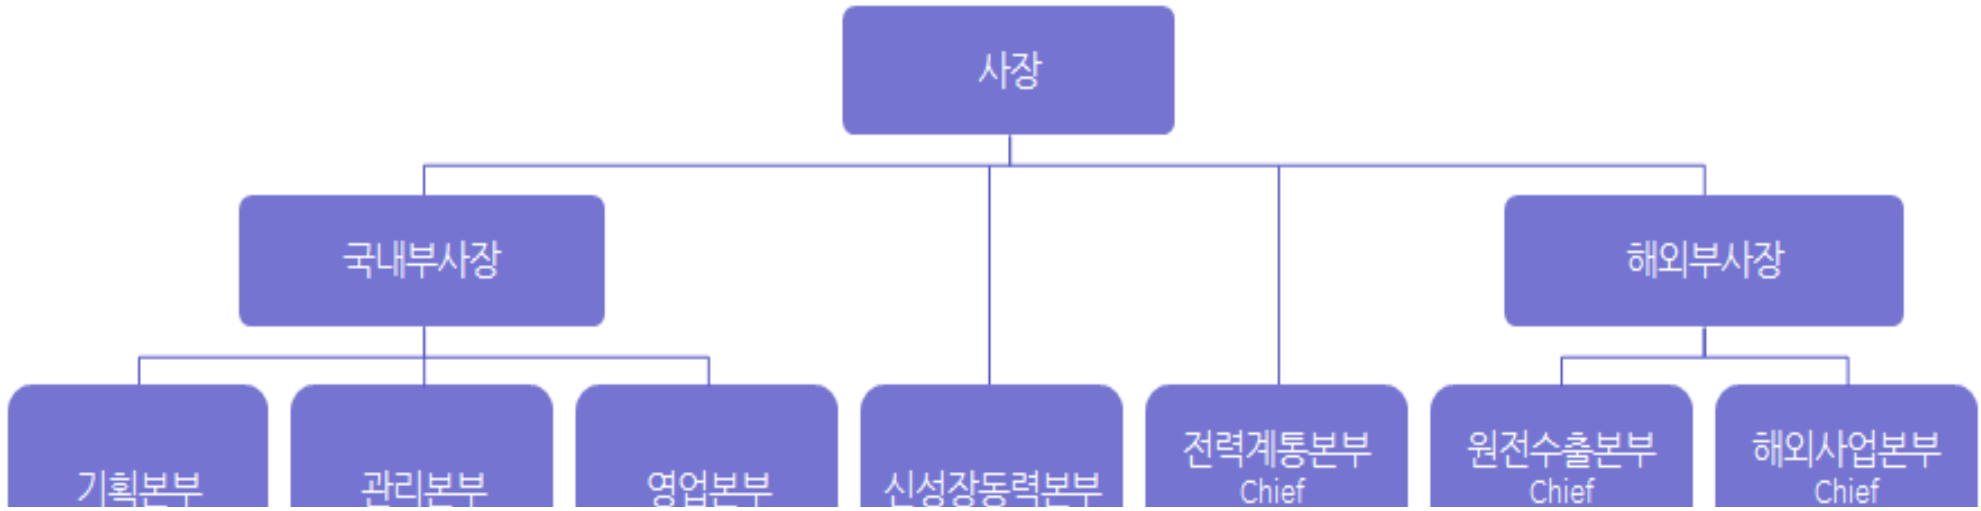 사장
국내부사장
해외부사장
기획본부
관리본부
영업본부
신성장동력본부
전력계통본부
Chief
원전수출본부
Chief
해외사업본부
Chief